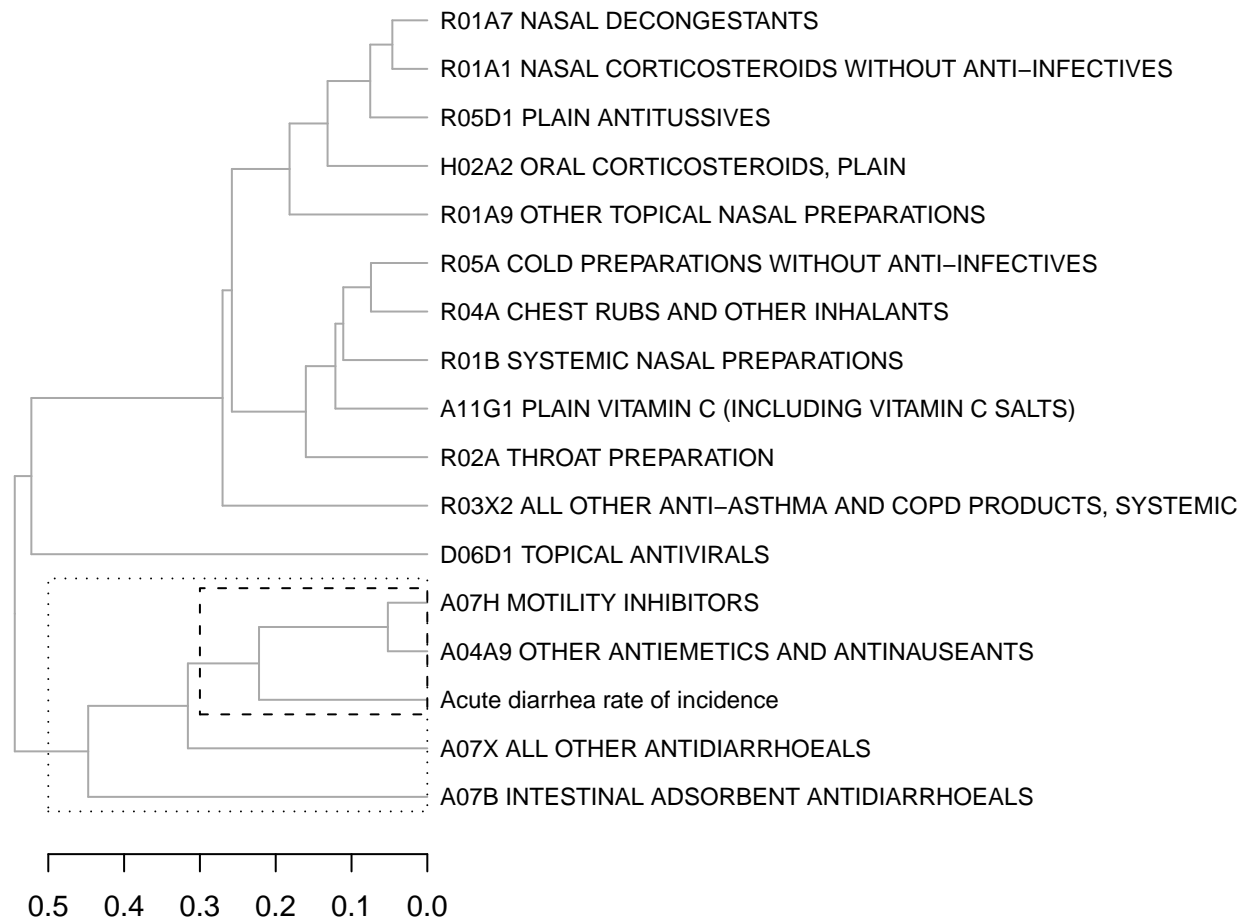 R01A7 NASAL DECONGESTANTS
R01A1 NASAL CORTICOSTEROIDS WITHOUT ANTI−INFECTIVES
R05D1 PLAIN ANTITUSSIVES
H02A2 ORAL CORTICOSTEROIDS, PLAIN
R01A9 OTHER TOPICAL NASAL PREPARATIONS
R05A COLD PREPARATIONS WITHOUT ANTI−INFECTIVES
R04A CHEST RUBS AND OTHER INHALANTS
R01B SYSTEMIC NASAL PREPARATIONS
A11G1 PLAIN VITAMIN C (INCLUDING VITAMIN C SALTS)
R02A THROAT PREPARATION
R03X2 ALL OTHER ANTI−ASTHMA AND COPD PRODUCTS, SYSTEMIC
D06D1 TOPICAL ANTIVIRALS
A07H MOTILITY INHIBITORS
A04A9 OTHER ANTIEMETICS AND ANTINAUSEANTS
Acute diarrhea rate of incidence
A07X ALL OTHER ANTIDIARRHOEALS
A07B INTESTINAL ADSORBENT ANTIDIARRHOEALS
0.5 0.4 0.3 0.2 0.1 0.0